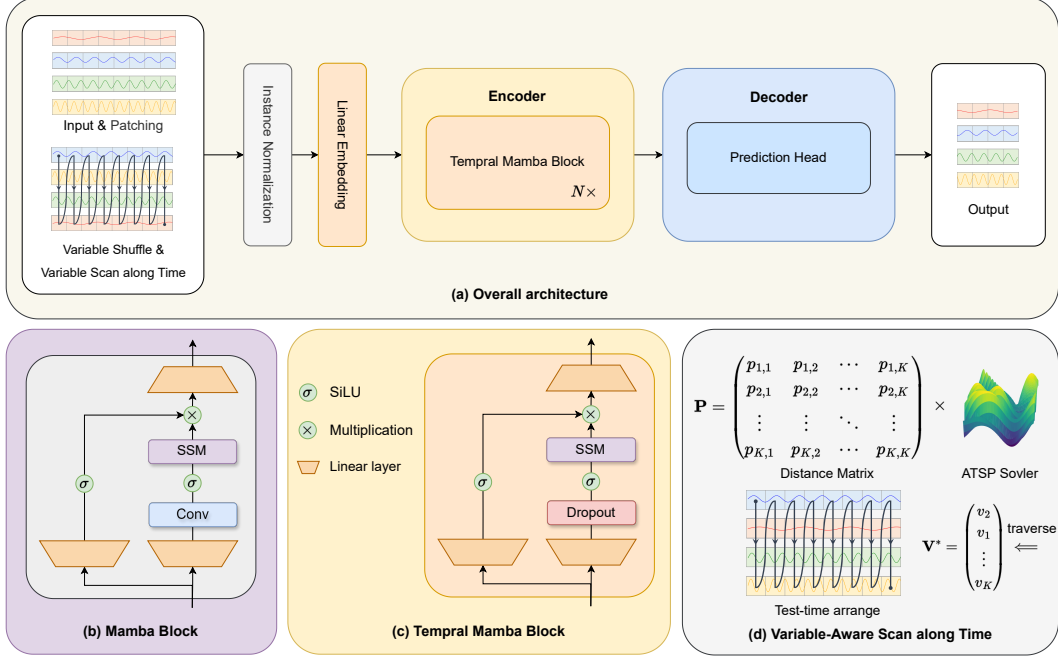 Input & Patching
Variable Shuffle &
Variable Scan along Time
Instance Normalization
Linear Embedding
Encoder
Tempral Mamba Block
N×
Decoder
Prediction Head
Output
(a) Overall architecture
σ
×
SSM
σ
Conv
(b) Mamba Block
σ SiLU
× Multiplication
Linear layer
×
SSM
σ
σ
Dropout
(c) Tempral Mamba Block
P = ( p1,1 p1,2 ⋯ p1,K
p2,1 p2,2 ⋯ p2,K
⋮ ⋮ ⋱ ⋮
pK,1 pK,2 ⋯ pK,K ) ×
Distance Matrix
ATSP Sovler
V* = ( v2
v1
⋮
vK )
traverse
⟸
Test-time arrange
(d) Variable-Aware Scan along Time